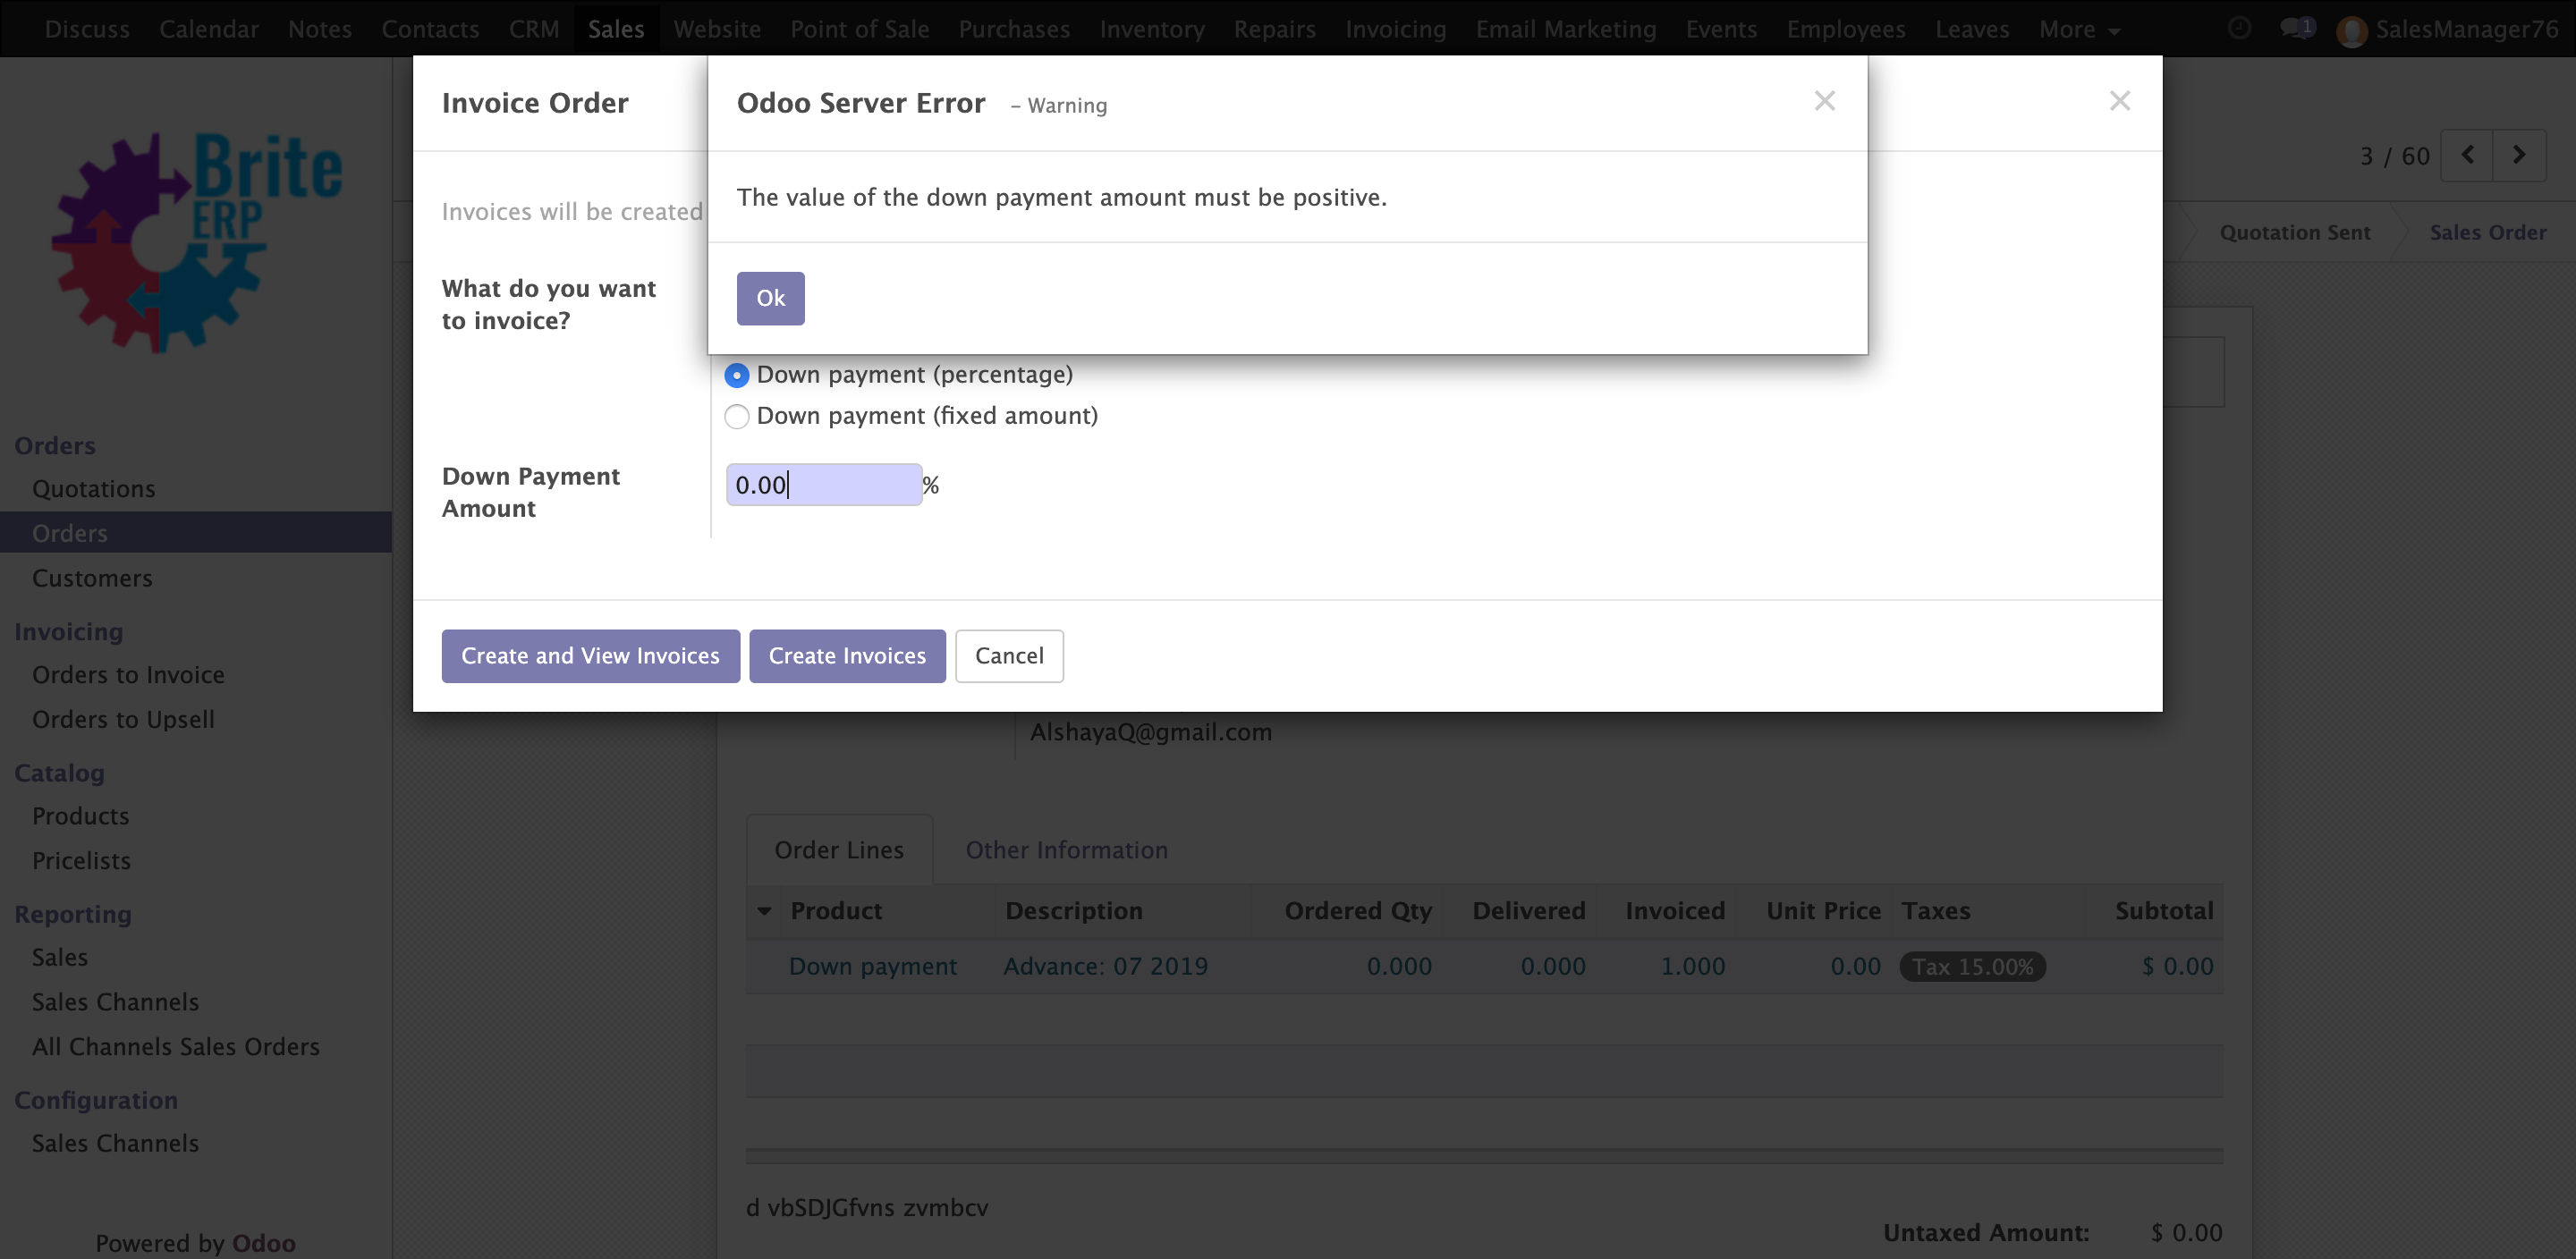 Discuss Calendar Notes Contacts CRM Sales Website Point of Sale Purchases Inventory Repairs Invoicing Email Marketing Events Employees Leaves More 1 SalesManager76
Invoice Order
Odoo Server Error – Warning
Brite
ERP
3 / 60
The value of the down payment amount must be positive.
Invoices will be created
Quotation Sent
Sales Order
What do you want
to invoice?
Ok
Down payment (percentage)
Down payment (fixed amount)
Down Payment
Amount
0.00 %
Create and View Invoices
Create Invoices
Cancel
Orders
Quotations
Orders
Customers
Invoicing
Orders to Invoice
Orders to Upsell
Catalog
Products
Pricelists
Reporting
Sales
Sales Channels
All Channels Sales Orders
Configuration
Sales Channels
Powered by Odoo
AlshayaQ@gmail.com
Order Lines
Other Information
Product Description Ordered Qty Delivered Invoiced Unit Price Taxes Subtotal
Down payment Advance: 07 2019 0.000 0.000 1.000 0.00 Tax 15.00% $ 0.00
d vbSDJGfvns zvmbcv
Untaxed Amount: $ 0.00